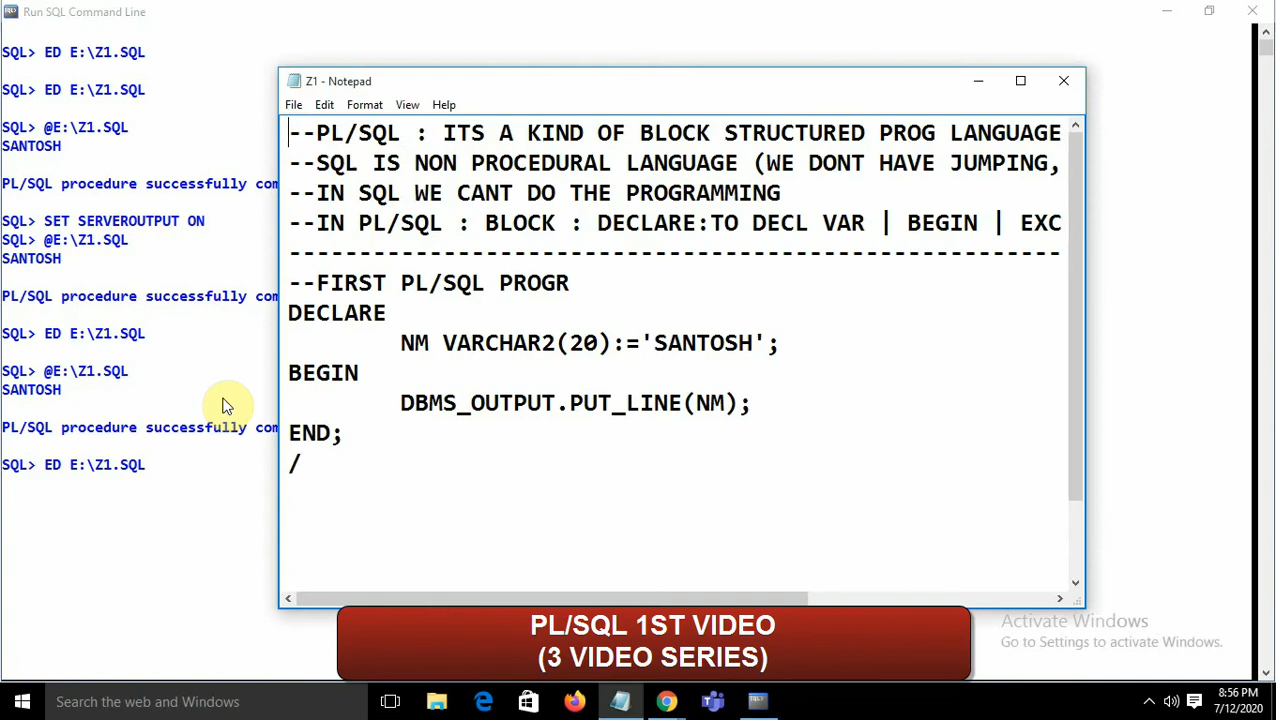 Run SQL Command Line
SQL> ED E:\Z1.SQL
SQL> ED E:\Z1.SQL
SQL> @E:\Z1.SQL
SANTOSH
PL/SQL procedure successfully com
SQL> SET SERVEROUTPUT ON
SQL> @E:\Z1.SQL
SANTOSH
PL/SQL procedure successfully com
SQL> ED E:\Z1.SQL
SQL> @E:\Z1.SQL
SANTOSH
PL/SQL procedure successfully com
SQL> ED E:\Z1.SQL
Z1 - Notepad
File Edit Format View Help
--PL/SQL : ITS A KIND OF BLOCK STRUCTURED PROG LANGUAGE
--SQL IS NON PROCEDURAL LANGUAGE (WE DONT HAVE JUMPING,
--IN SQL WE CANT DO THE PROGRAMMING
--IN PL/SQL : BLOCK : DECLARE:TO DECL VAR | BEGIN | EXC
-------------------------------------------------------
--FIRST PL/SQL PROGR
DECLARE
NM VARCHAR2(20):='SANTOSH';
BEGIN
DBMS_OUTPUT.PUT_LINE(NM);
END;
/
PL/SQL 1ST VIDEO
(3 VIDEO SERIES)
Activate Windows
Go to Settings to activate Windows.
Search the web and Windows
8:56 PM
7/12/2020